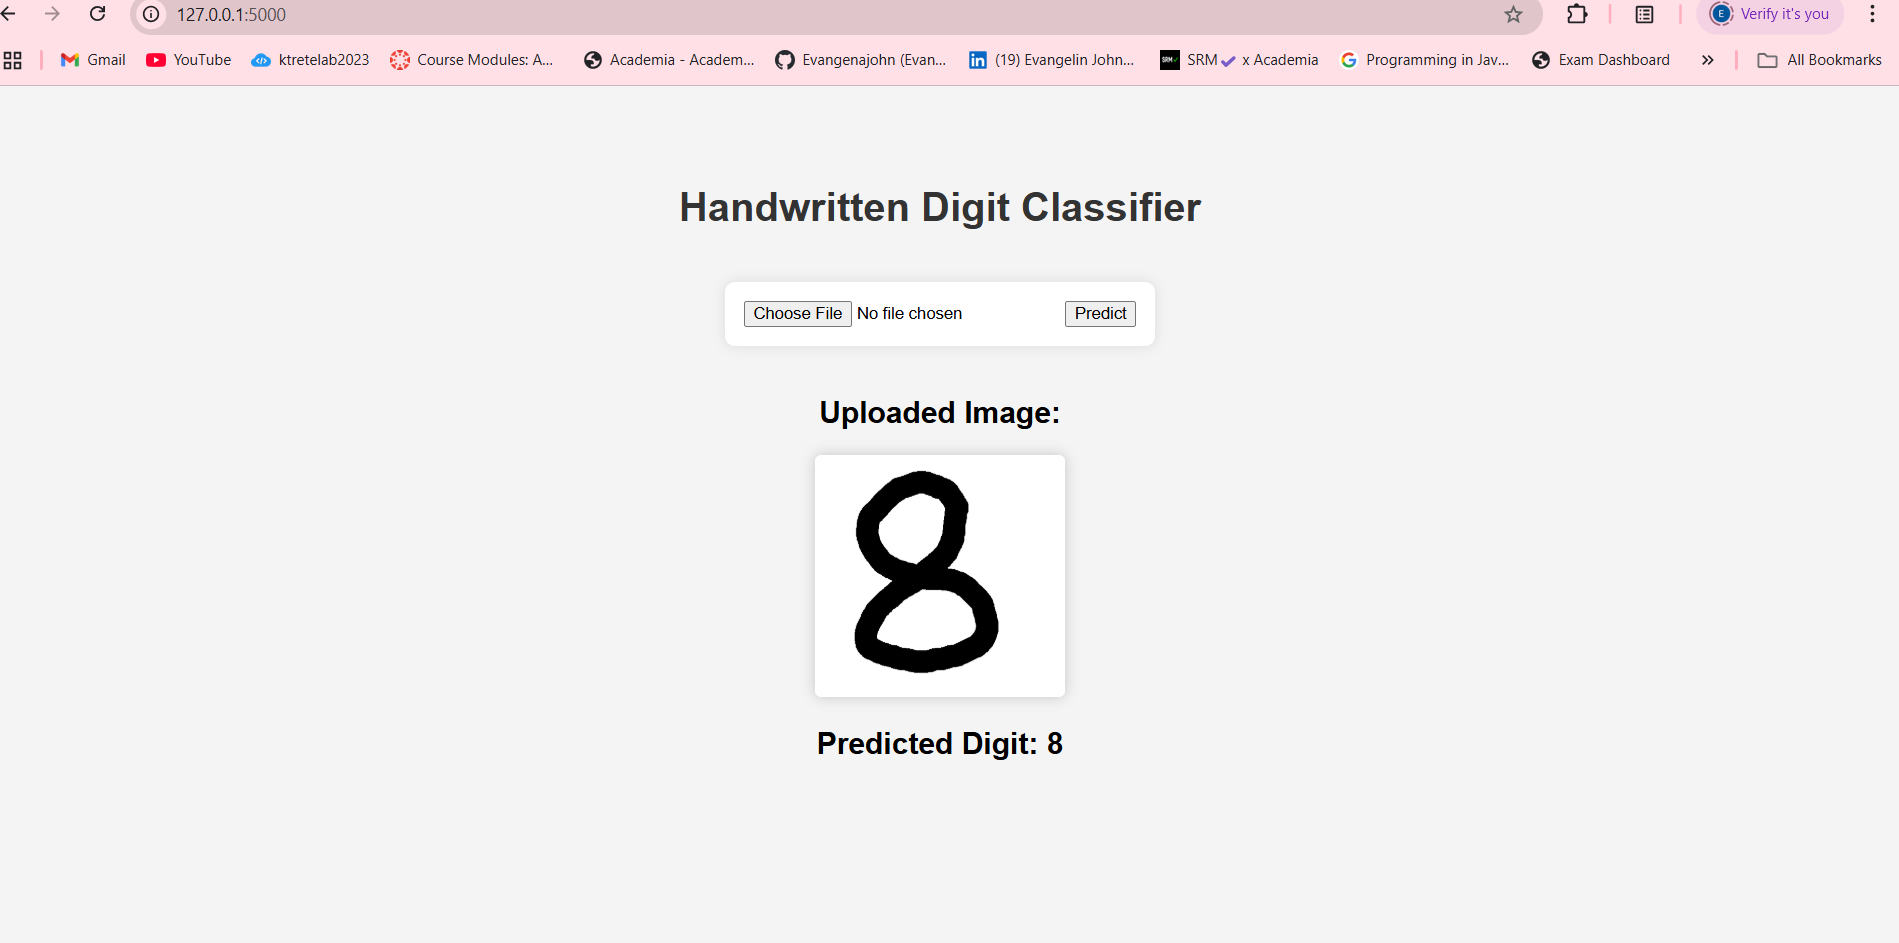 127.0.0.1:5000 Verify it's you
Gmail YouTube ktretelab2023 Course Modules: A... Academia - Academ... Evangenajohn (Evan... (19) Evangelin John... SRM x Academia Programming in Jav... Exam Dashboard » All Bookmarks
Handwritten Digit Classifier
Choose File No file chosen Predict
Uploaded Image:
8
Predicted Digit: 8